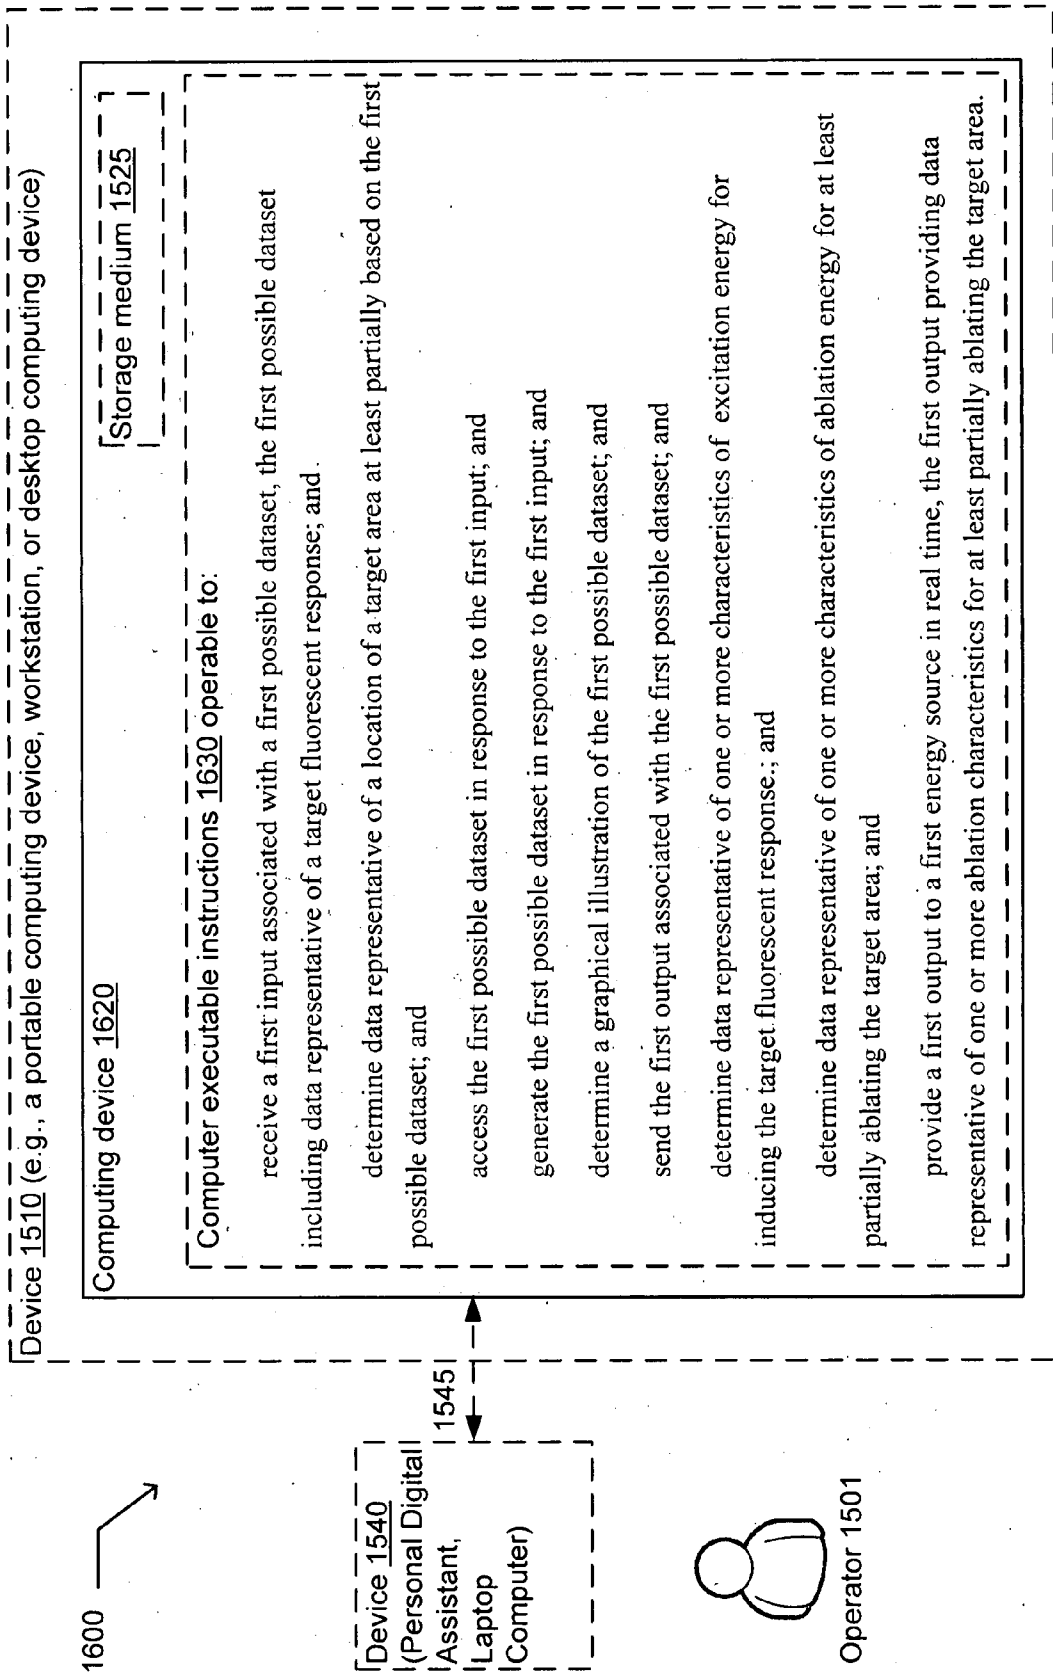 1600
Device 1510 (e.g., a portable computing device, workstation, or desktop computing device)
Computing device 1620
Storage medium 1525
Computer executable instructions 1630 operable to:
receive a first input associated with a first possible dataset, the first possible dataset
including data representative of a target fluorescent response; and
determine data representative of a location of a target area at least partially based on the first
possible dataset; and
access the first possible dataset in response to the first input; and
generate the first possible dataset in response to the first input; and
determine a graphical illustration of the first possible dataset; and
send the first output associated with the first possible dataset; and
determine data representative of one or more characteristics of excitation energy for
inducing the target fluorescent response.; and
determine data representative of one or more characteristics of ablation energy for at least
partially ablating the target area; and
provide a first output to a first energy source in real time, the first output providing data
representative of one or more ablation characteristics for at least partially ablating the target area.
1545
Device 1540
(Personal Digital
Assistant,
Laptop
Computer)
Operator 1501